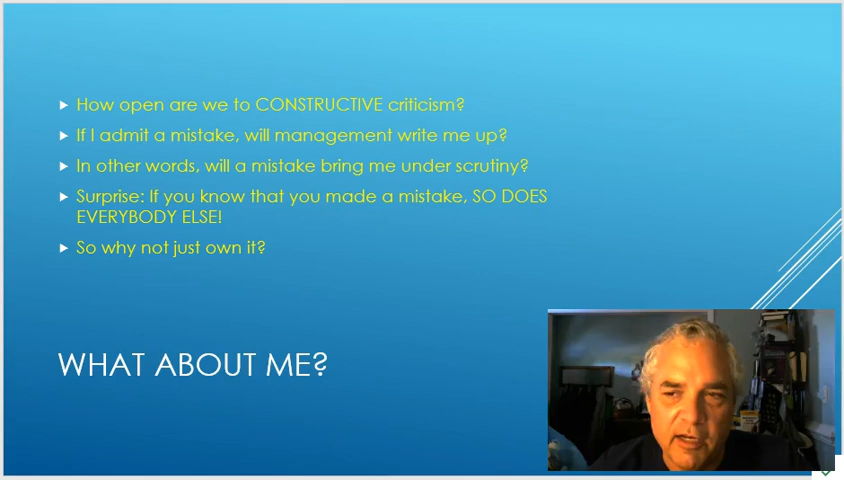 How open are we to CONSTRUCTIVE criticism?
If I admit a mistake, will management write me up?
In other words, will a mistake bring me under scrutiny?
Surprise: If you know that you made a mistake, SO DOES
EVERYBODY ELSE!
So why not just own it?
WHAT ABOUT ME?